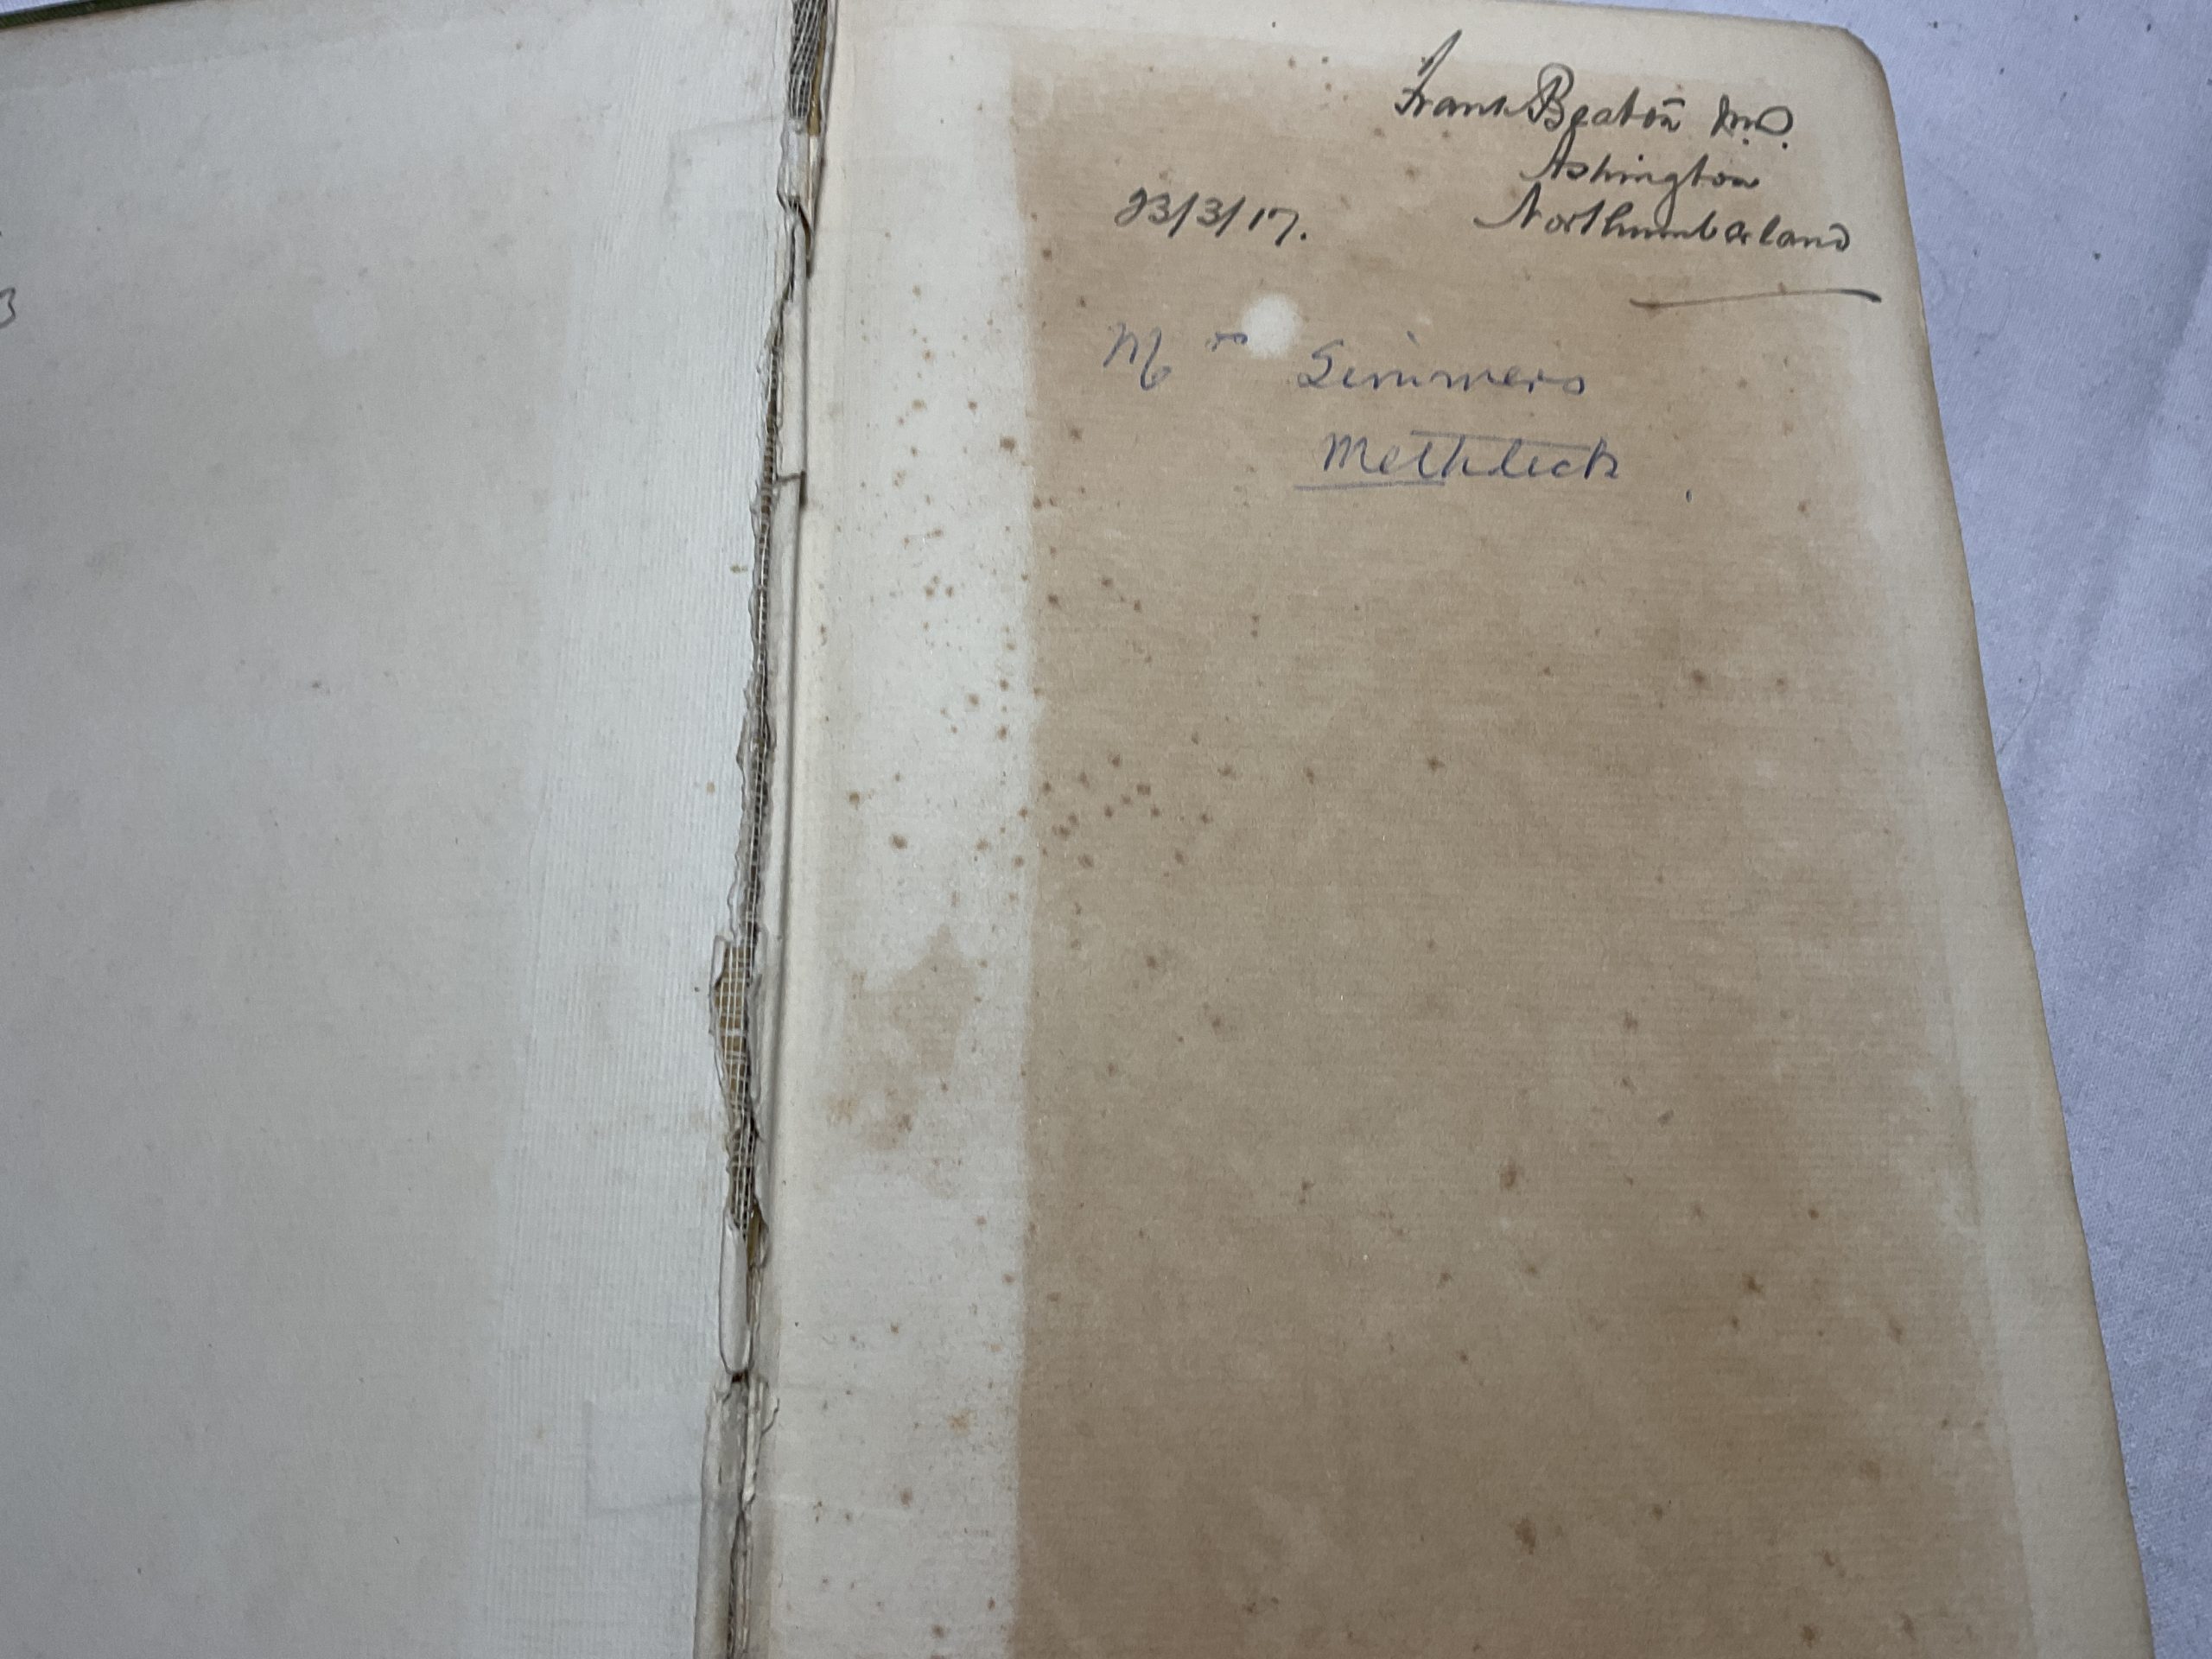 Frank Beaton M.D.
Ashington
23/3/17. Northumberland
Mrs Simmers
Methlick